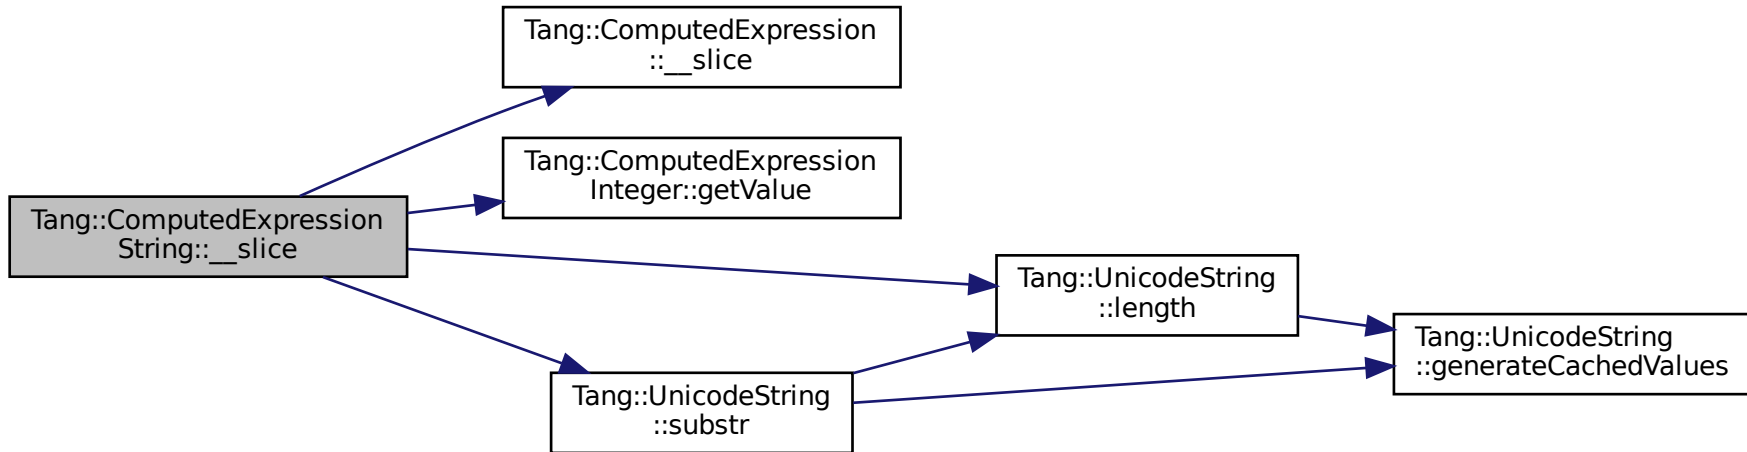 Tang::ComputedExpression
::__slice
Tang::ComputedExpression
Integer::getValue
Tang::ComputedExpression
String::__slice
Tang::UnicodeString
::length
Tang::UnicodeString
::generateCachedValues
Tang::UnicodeString
::substr